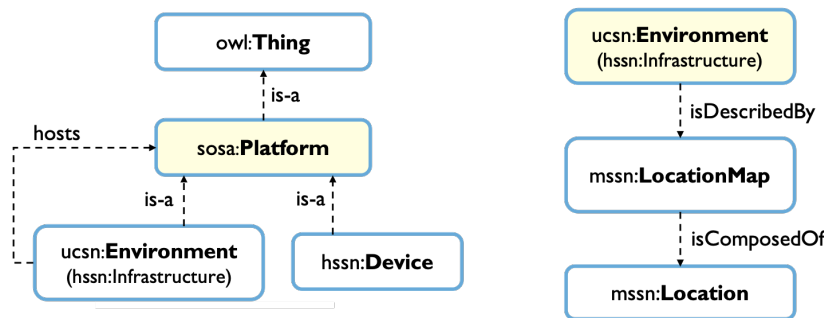 owl:Thing
is-a
hosts
sosa:Platform
is-a
is-a
ucsn:Environment
(hssn:Infrastructure)
hssn:Device
ucsn:Environment
(hssn:Infrastructure)
isDescribedBy
mssn:LocationMap
isComposedOf
mssn:Location